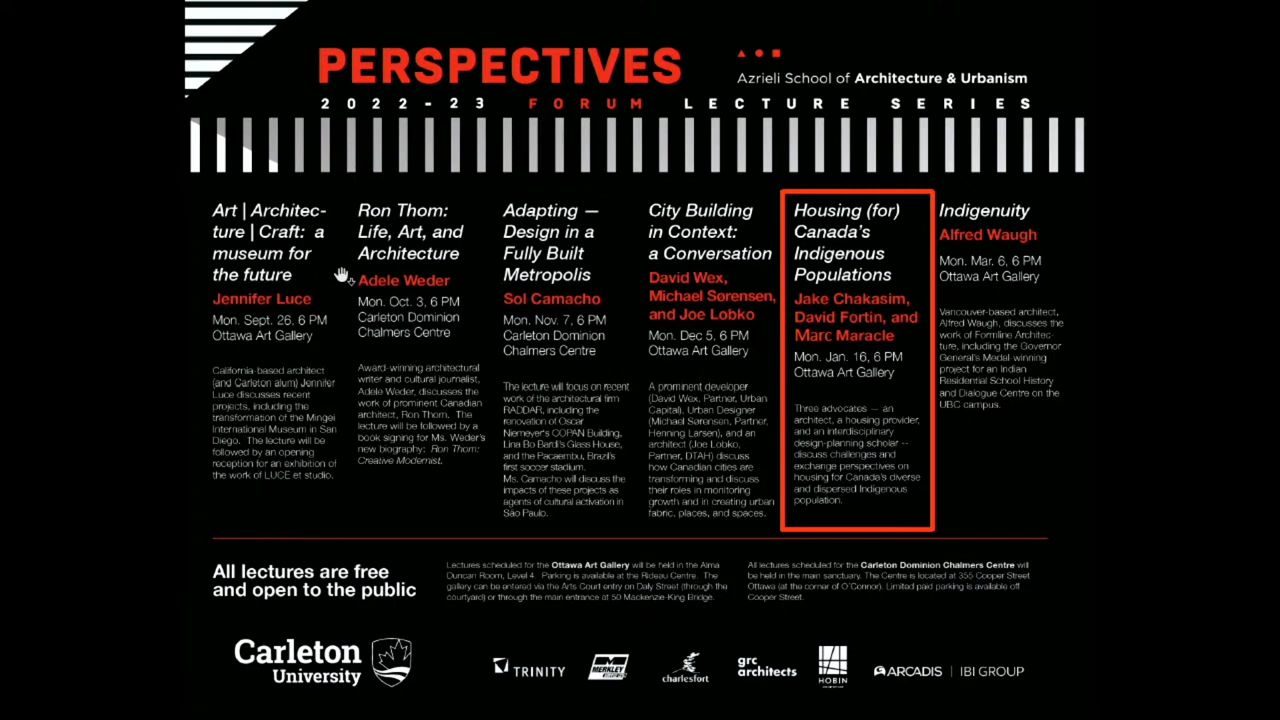 PERSPECTIVES
Azrieli School of Architecture & Urbanism
2022-23 FORUM LECTURE SERIES
Art | Architec-
ture | Craft: a
museum for
the future
Jennifer Luce
Mon. Sept. 26, 6 PM
Ottawa Art Gallery
California-based architect
(and Carleton alum) Jennifer
Luce discusses recent
projects, including the
transformation of the Mingei
International Museum in San
Diego. The lecture will be
followed by an opening
reception for an exhibition of
the work of LUCE et studio.
Ron Thom:
Life, Art, and
Architecture
Adele Weder
Mon. Oct. 3, 6 PM
Carleton Dominion
Chalmers Centre
Award-winning architectural
writer and cultural journalist,
Adele Weder, discusses the
work of prominent Canadian
architect, Ron Thom. The
lecture will be followed by a
book signing for Ms. Weder's
new biography: Ron Thom:
Creative Modernist.
Adapting —
Design in a
Fully Built
Metropolis
Sol Camacho
Mon. Nov. 7, 6 PM
Carleton Dominion
Chalmers Centre
The lecture will focus on recent
work of the architectural firm
RADDAR, including the
renovation of Oscar
Niemeyer's COPAN Building,
Lina Bo Bardi's Glass House,
and the Pacaembu, Brazil's
first soccer stadium.
Ms. Camacho will discuss the
impacts of these projects as
agents of cultural activation in
São Paulo.
City Building
in Context:
a Conversation
David Wex,
Michael Sørensen,
and Joe Lobko
Mon. Dec 5, 6 PM
Ottawa Art Gallery
A prominent developer
(David Wex, Partner, Urban
Capital). Urban Designer
(Michael Sørensen, Partner,
Henning Larsen), and an
architect (Joe Lobko,
Partner, DTAH) discuss
how Canadian cities are
transforming and discuss
their roles in monitoring
growth and in creating urban
fabric, places, and spaces.
Housing (for)
Canada's
Indigenous
Populations
Jake Chakasim,
David Fortin, and
Marc Maracle
Mon. Jan. 16, 6 PM
Ottawa Art Gallery
Three advocates — an
architect, a housing provider,
and an interdisciplinary
design-planning scholar --
discuss challenges and
exchange perspectives on
housing for Canada's diverse
and dispersed Indigenous
population.
Indigenuity
Alfred Waugh
Mon. Mar. 6, 6 PM
Ottawa Art Gallery
Vancouver-based architect,
Alfred Waugh, discusses the
work of Formline Architec-
ture, including the Governor
General's Medal-winning
project for an Indian
Residential School History
and Dialogue Centre on the
UBC campus.
All lectures are free
and open to the public
Lectures scheduled for the Ottawa Art Gallery will be held in the Alma
Duncan Room, Level 4. Parking is available at the Rideau Centre. The
gallery can be entered via the Arts Court entry on Daly Street (through the
courtyard) or through the main entrance at 50 Mackenzie-King Bridge.
All lectures scheduled for the Carleton Dominion Chalmers Centre will
be held in the main sanctuary. The Centre is located at 355 Cooper Street
Ottawa (at the corner of O'Connor). Limited paid parking is available off
Cooper Street.
Carleton
University
TRINITY
MERKLEY
charlesfort
grc
architects
HOBIN
ARCADIS | IBI GROUP